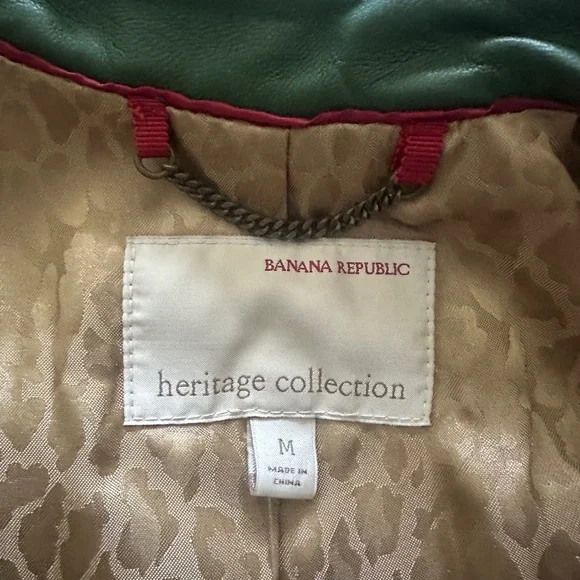 BANANA REPUBLIC
heritage collection
M
MADE IN
CHINA